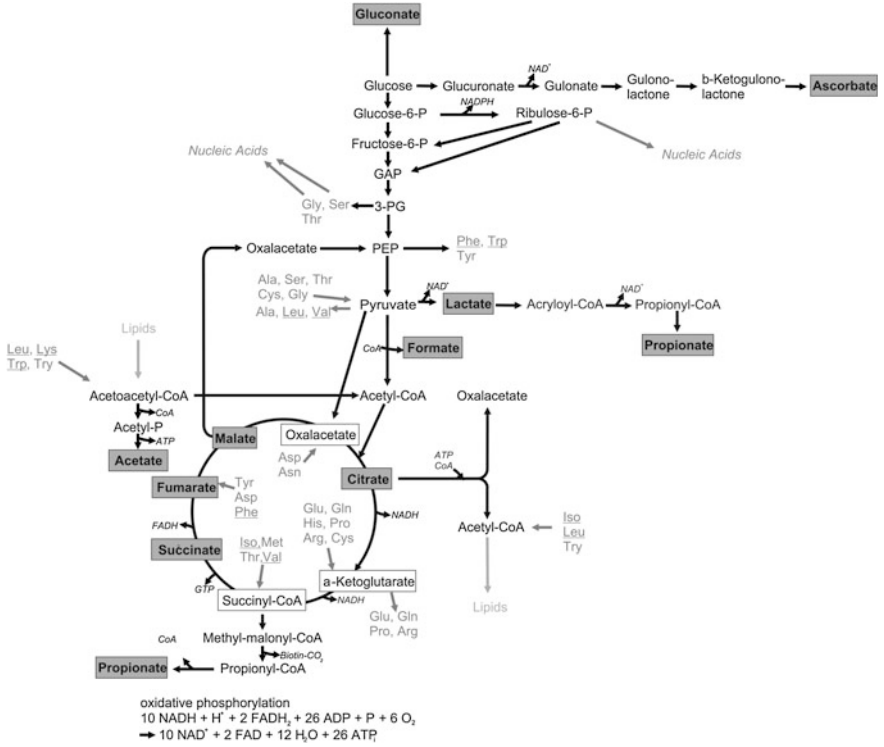 Gluconate
NAD⁺
Glucose Glucuronate Gulonate Gulono-lactone b-Ketogulono-lactone Ascorbate
NADPH
Glucose-6-P Ribulose-6-P
Fructose-6-P
Nucleic Acids Nucleic Acids
GAP
Gly, Ser 3-PG
Thr
Oxalacetate PEP Phe, Trp
Tyr
Ala, Ser, Thr
Cys, Gly
NAD⁺ NAD⁺
Pyruvate Lactate Acryloyl-CoA Propionyl-CoA
Ala, Leu, Val
Lipids
CoA Formate Propionate
Leu, Lys
Trp, Try
Acetoacetyl-CoA Acetyl-CoA Oxalacetate
CoA
Acetyl-P
ATP
Acetate
Malate Oxalacetate
Asp
Asn
ATP
CoA
Citrate
Fumarate
Tyr
Asp
Phe
Glu, Gln
His, Pro
Arg, Cys
NADH
FADH
Acetyl-CoA
Iso
Leu
Try
Succinate
Iso, Met
Thr, Val
a-Ketoglutarate
GTP
Succinyl-CoA
NADH
Glu, Gln
Pro, Arg
Lipids
Methyl-malonyl-CoA
CoA
Biotin-CO₂
Propionate Propionyl-CoA
oxidative phosphorylation
10 NADH + H⁺ + 2 FADH₂ + 26 ADP + P + 6 O₂
➡ 10 NAD⁺ + 2 FAD + 12 H₂O + 26 ATP